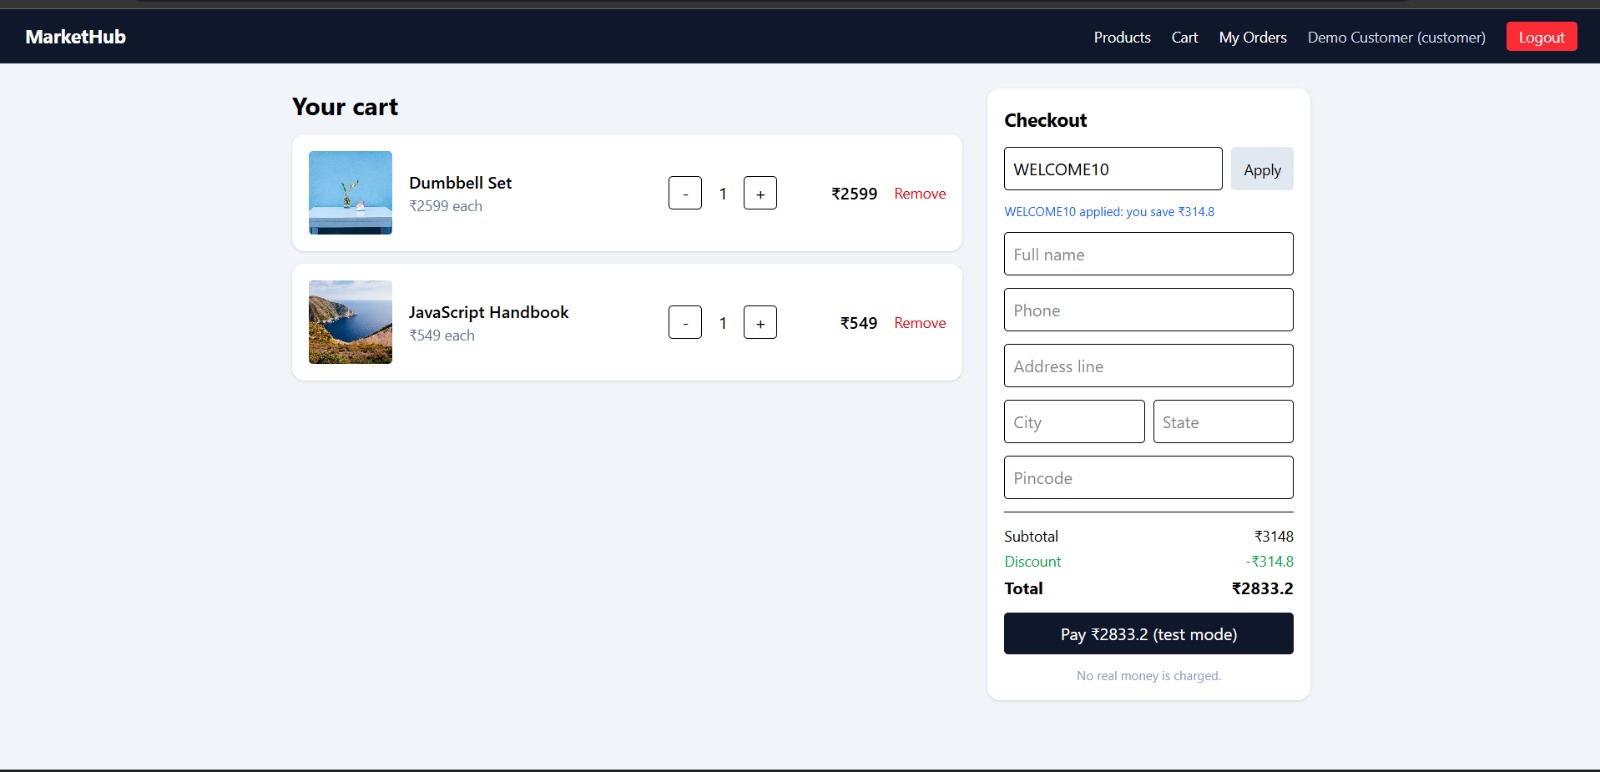 MarketHub
Products Cart My Orders Demo Customer (customer) Logout
Your cart
Dumbbell Set
₹2599 each
- 1 + ₹2599 Remove
JavaScript Handbook
₹549 each
- 1 + ₹549 Remove
Checkout
WELCOME10 Apply
WELCOME10 applied: you save ₹314.8
Full name
Phone
Address line
City State
Pincode
Subtotal ₹3148
Discount -₹314.8
Total ₹2833.2
Pay ₹2833.2 (test mode)
No real money is charged.